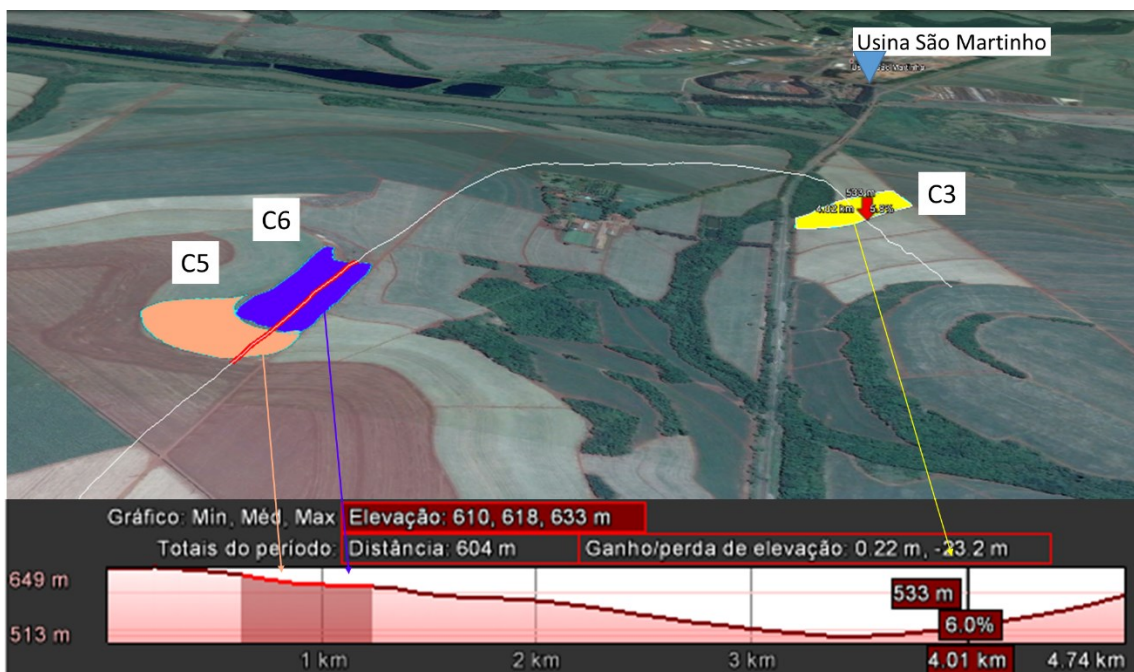 Usina São Martinho
C3
533 m
C6
C5
Gráfico: Min, Méd, Max Elevação: 610, 618, 633 m
Totais do período: Distância: 604 m Ganho/perda de elevação: 0.22 m, -23.2 m
649 m
533 m
6.0%
513 m
1 km 2 km 3 km 4.01 km 4.74 km